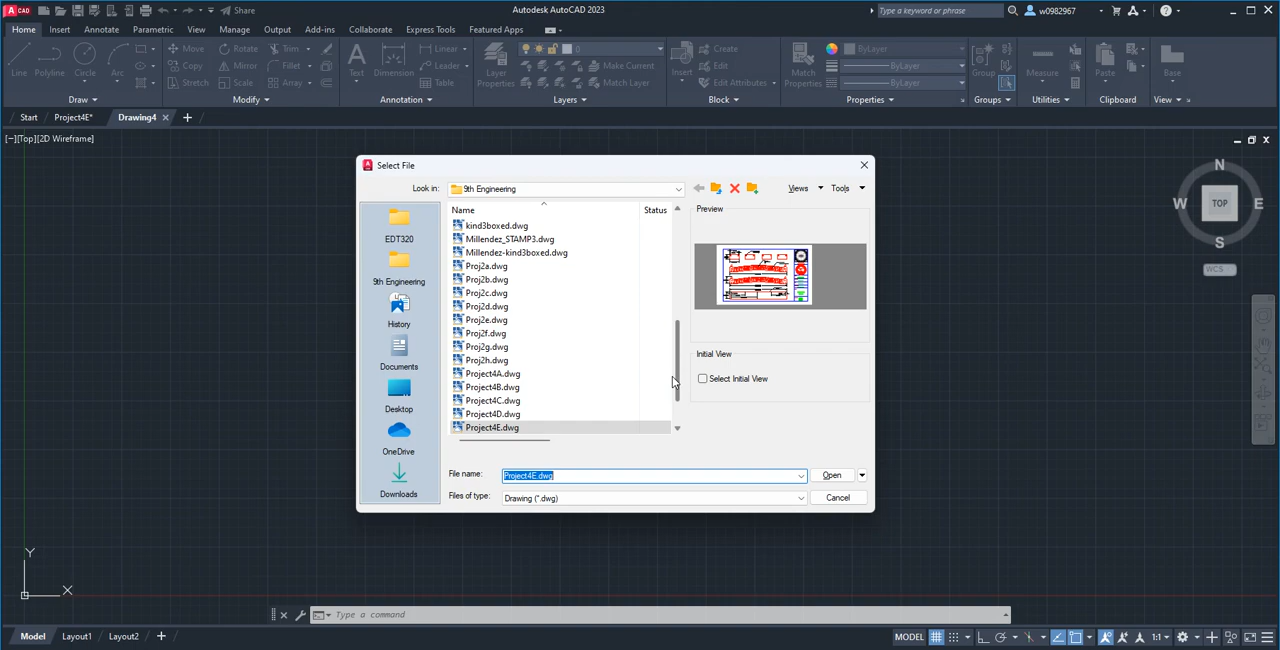 CAD
Share
Autodesk AutoCAD 2023
Type a keyword or phrase
w0982967
Home Insert Annotate Parametric View Manage Output Add-ins Collaborate Express Tools Featured Apps
Line Polyline Circle Arc
Move Rotate Trim
Copy Mirror Fillet
Stretch Scale Array
Text Dimension
Linear
Leader
Table
Layer Properties
0
Make Current
Match Layer
Insert
Create
Edit
Edit Attributes
Match Properties
ByLayer
ByLayer
ByLayer
Group
Measure
Paste
Base
Draw Modify Annotation Layers Block Properties Groups Utilities Clipboard View
Start Project4E* Drawing4
[−][Top][2D Wireframe]
N
W TOP E
S
WCS
Select File
Look in: 9th Engineering
Views Tools
Name Status
EDT320
9th Engineering
History
Documents
Desktop
OneDrive
Downloads
kind3boxed.dwg
Millendez_STAMP3.dwg
Millendez-kind3boxed.dwg
Proj2a.dwg
Proj2b.dwg
Proj2c.dwg
Proj2d.dwg
Proj2e.dwg
Proj2f.dwg
Proj2g.dwg
Proj2h.dwg
Project4A.dwg
Project4B.dwg
Project4C.dwg
Project4D.dwg
Project4E.dwg
Preview
Initial View
Select Initial View
File name: Project4E.dwg Open
Files of type: Drawing (*.dwg) Cancel
Y
X
Type a command
Model Layout1 Layout2
MODEL 1:1